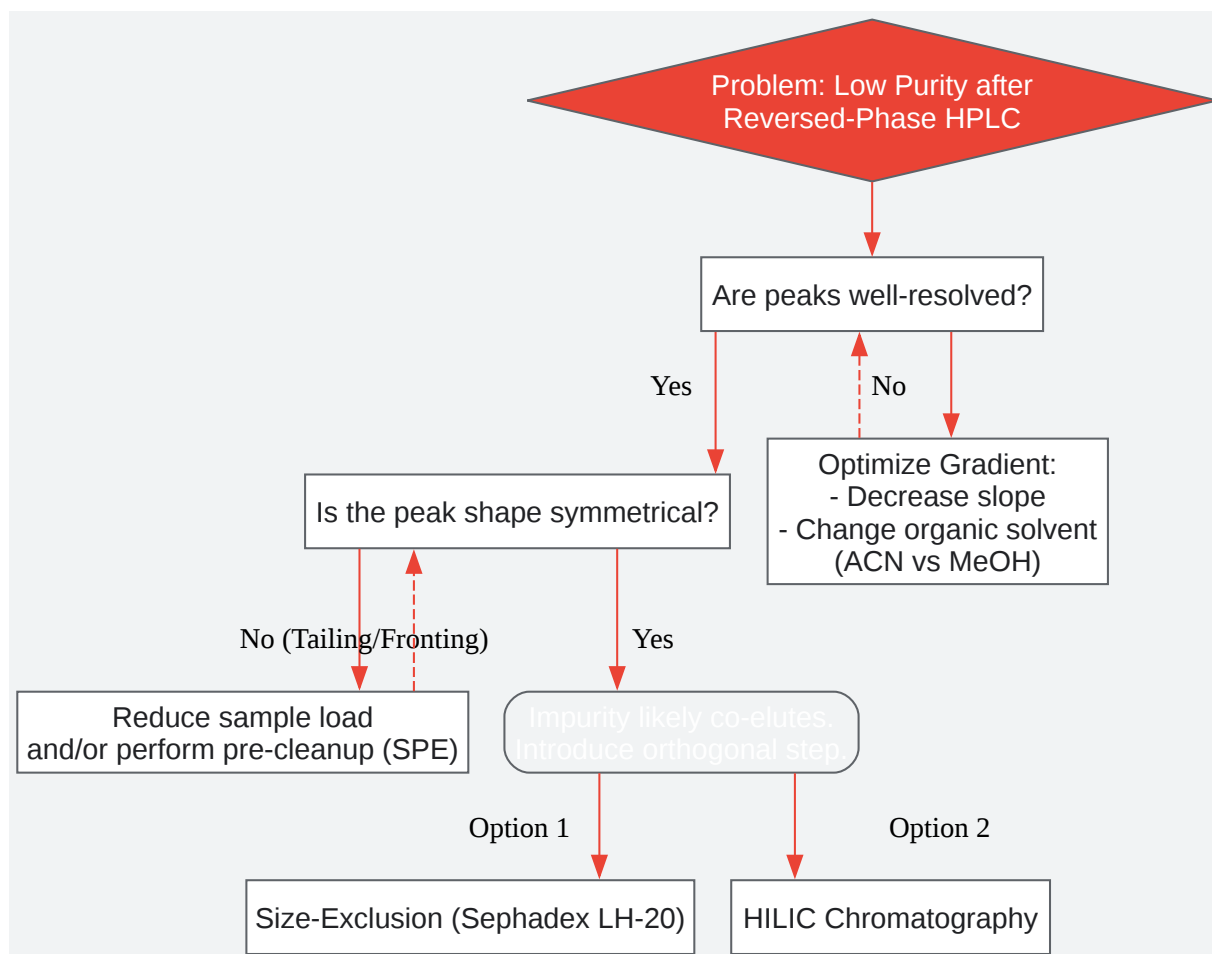 Problem: Low Purity after
Reversed-Phase HPLC
Are peaks well-resolved?
Yes
No
Optimize Gradient:
- Decrease slope
- Change organic solvent
(ACN vs MeOH)
Is the peak shape symmetrical?
No (Tailing/Fronting)
Yes
Reduce sample load
and/or perform pre-cleanup (SPE)
Impurity likely co-elutes.
Introduce orthogonal step.
Option 1
Option 2
Size-Exclusion (Sephadex LH-20)
HILIC Chromatography